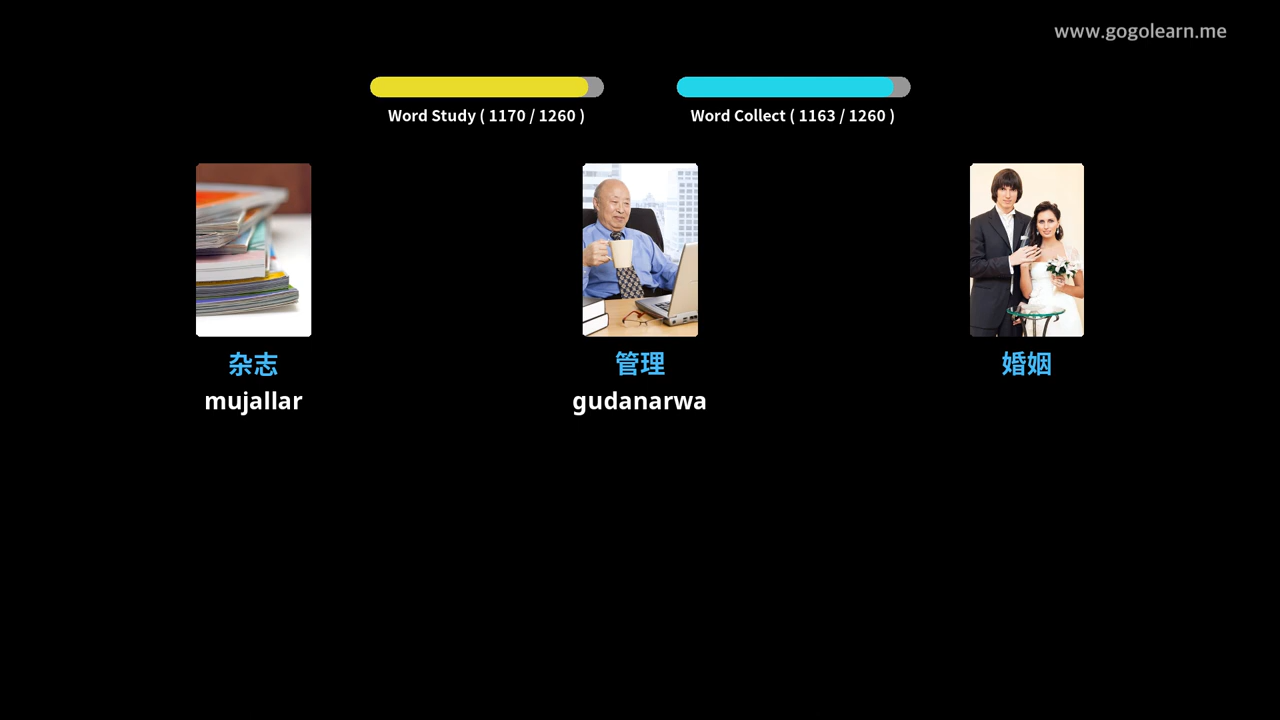 www.gogolearn.me
Word Study ( 1170 / 1260 )
Word Collect ( 1163 / 1260 )
杂志
管理
婚姻
mujallar
gudanarwa